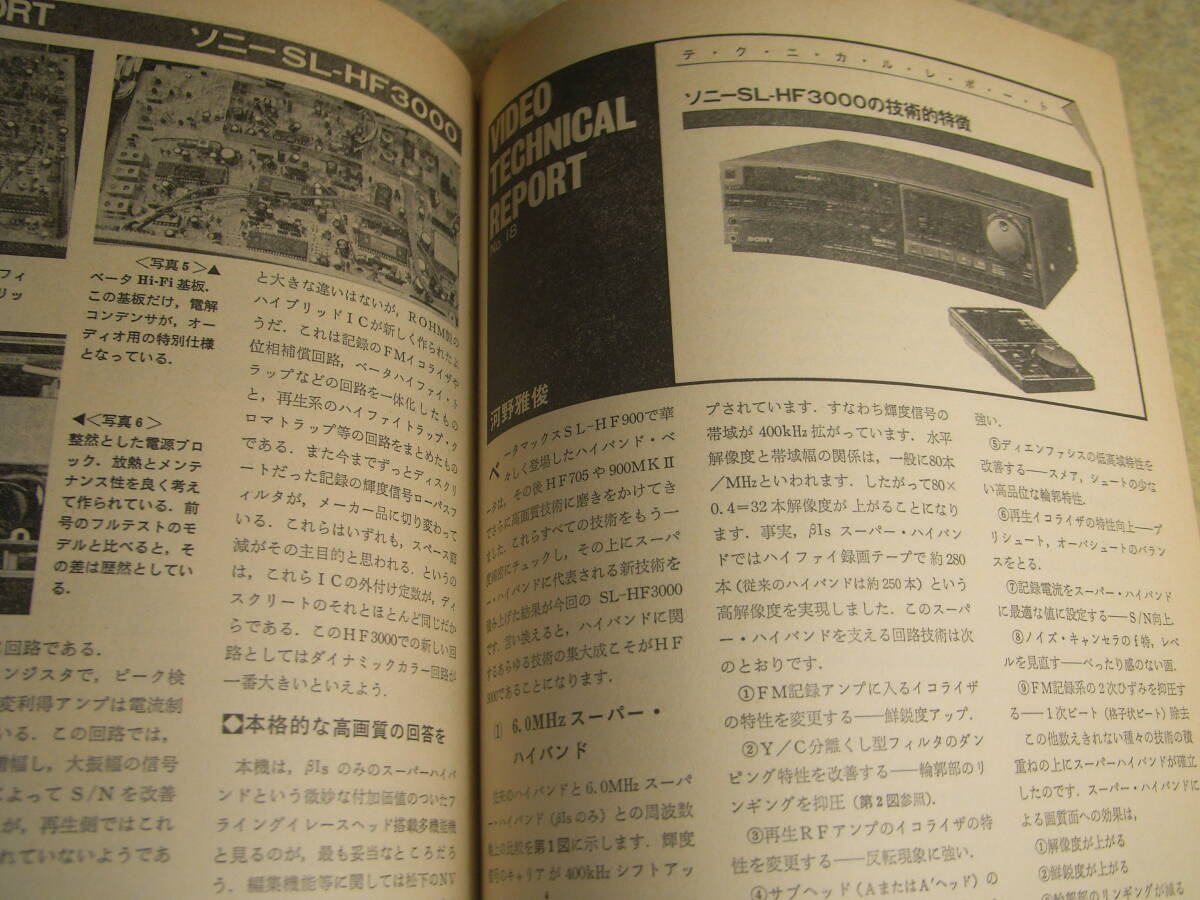 ORT
ソニーSL-HF3000
〈写真5〉▲
ベータ Hi-Fi 基板.
この基板だけ, 電解
コンデンサが, オー
ディオ用の特別仕様
となっている.
◀〈写真6〉
整然とした電源ブロ
ック. 放熱とメンテ
ナンス性を良く考え
て作られている. 前
号のフルテストのモ
デルと比べると, そ
の差は歴然としてい
る.
回路である.
ンジスタで, ピーク検
変利得アンプは電流制
いる. この回路では,
増幅し, 大振幅の信号
によって S/N を改善
が, 再生側ではこれ
れていないようであ
と大きな違いはないが, ROHM製の
ハイブリッドICが新しく作られたよ
うだ. これは記録のFMイコライザや
位相補償回路, ベータハイファイ・ト
ラップなどの回路を一体化したもの
と, 再生系のハイファイトラップ・ク
ロマトラップ等の回路をまとめたもの
である. また今までずっとディスクリ
ートだった記録の輝度信号ローパスフ
ィルタが, メーカー品に切り変わって
いる. これらはいずれも, スペース節
減がその主目的と思われる. というの
は, これらICの外付け定数が, ディ
スクリートのそれとほとんど同じだか
らである. このHF3000での新しい回
路としてはダイナミックカラー回路が
一番大きいといえよう.
◇本格的な高画質の回答を
本機は, βIs のみのスーパーハイバ
ンドという微妙な付加価値のついたフ
ライングイレースヘッド搭載多機能機
と見るのが, 最も妥当なところだろ
う. 編集機能等に関しては松下のNV
VIDEO
TECHNICAL
REPORT
No. 18
テ・ク・ニ・カ・ル・レ・ポ・ー・ト
ソニーSL-HF3000の技術的特徴
SONY
河野雅俊
ベータマックスSL-HF900で華
々しく登場したハイバンド・ベ
ータは, その後HF705や900MKⅡ
でさらに高画質技術に磨きをかけてき
ました. これらすべての技術をもう一
度綿密にチェックし, その上にスーパ
ー・ハイバンドに代表される新技術を
積み上げた結果が今回の SL-HF3000
です. 言い換えると, ハイバンドに関
するあらゆる技術の集大成こそがHF
3000であることになります.
① 6.0MHzスーパー・
ハイバンド
従来のハイバンドと6.0MHzスーパ
ー・ハイバンド (βIsのみ) との周波数
の比較を第1図に示します. 輝度
信号のキャリアが400kHzシフトアッ
プされています. すなわち輝度信号の
帯域が 400kHz 拡がっています. 水平
解像度と帯域幅の関係は, 一般に80本
／MHzといわれます. したがって80×
0.4＝32本解像度が上がることになり
ます. 事実, βIs スーパー・ハイバン
ドではハイファイ録画テープで約280
本 (従来のハイバンドは約250本) という
高解像度を実現しました. このスーパ
ー・ハイバンドを支える回路技術は次
のとおりです.
①FM記録アンプに入るイコライザ
の特性を変更する——鮮鋭度アップ.
②Y／C分離くし型フィルタのダン
ピング特性を改善する——輪郭部のリ
ンギングを抑圧 (第2図参照).
③再生RFアンプのイコライザの特
性を変更する——反転現象に強い.
④サブヘッド (AまたはA′ヘッド) の
強い.
⑤ディエンファシスの低高域特性を
改善する——スメア, シュートの少な
い高品位な輪郭特性.
⑥再生イコライザの特性向上——プ
リシュート, オーバシュートのバラン
スをとる.
⑦記録電流をスーパー・ハイバンド
に最適な値に設定する——S/N向上.
⑧ノイズ・キャンセラのf特, レベ
ルを見直す——べったり感のない画.
⑨FM記録系の2次ひずみを抑圧す
る——1次ビート (格子状ビート) 除去
この他数えきれない種々の技術の積
重ねの上にスーパーハイバンドが確立
したのです. スーパー・ハイバンドに
よる画質面への効果は,
①解像度が上がる
②鮮鋭度が上がる
③輪郭部のリンギングが減る